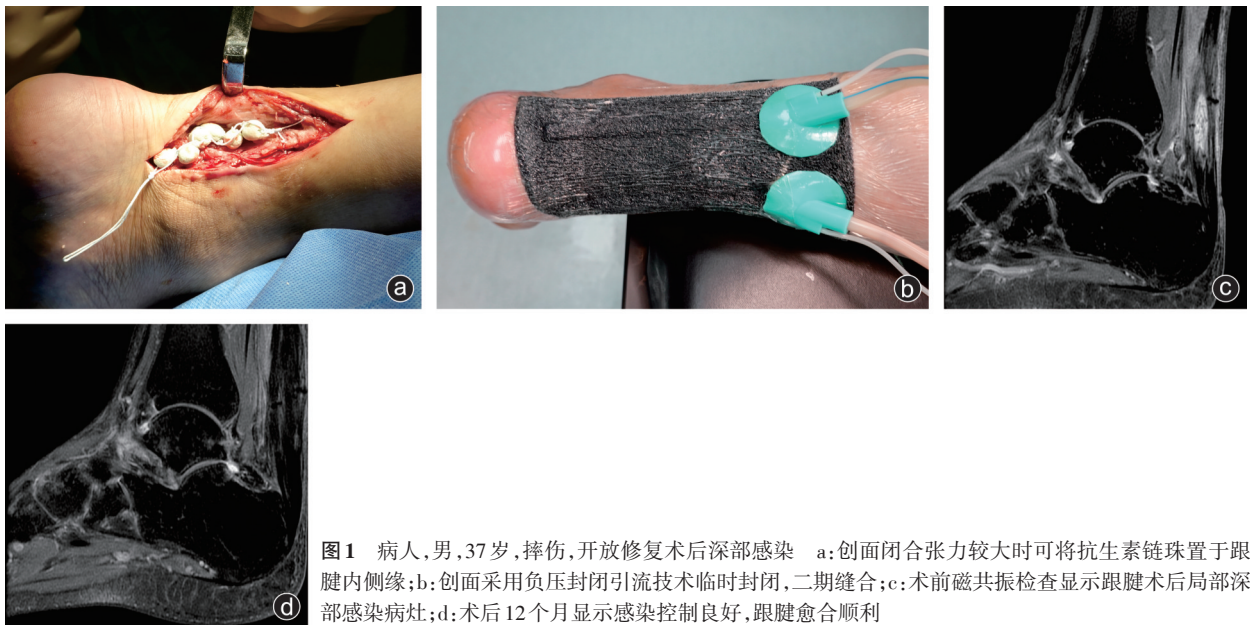 a
b
c
d
图1 病人,男,37岁,摔伤,开放修复术后深部感染 a:创面闭合张力较大时可将抗生素链珠置于跟
腱内侧缘;b:创面采用负压封闭引流技术临时封闭,二期缝合;c:术前磁共振检查显示跟腱术后局部深
部感染病灶;d:术后12个月显示感染控制良好,跟腱愈合顺利